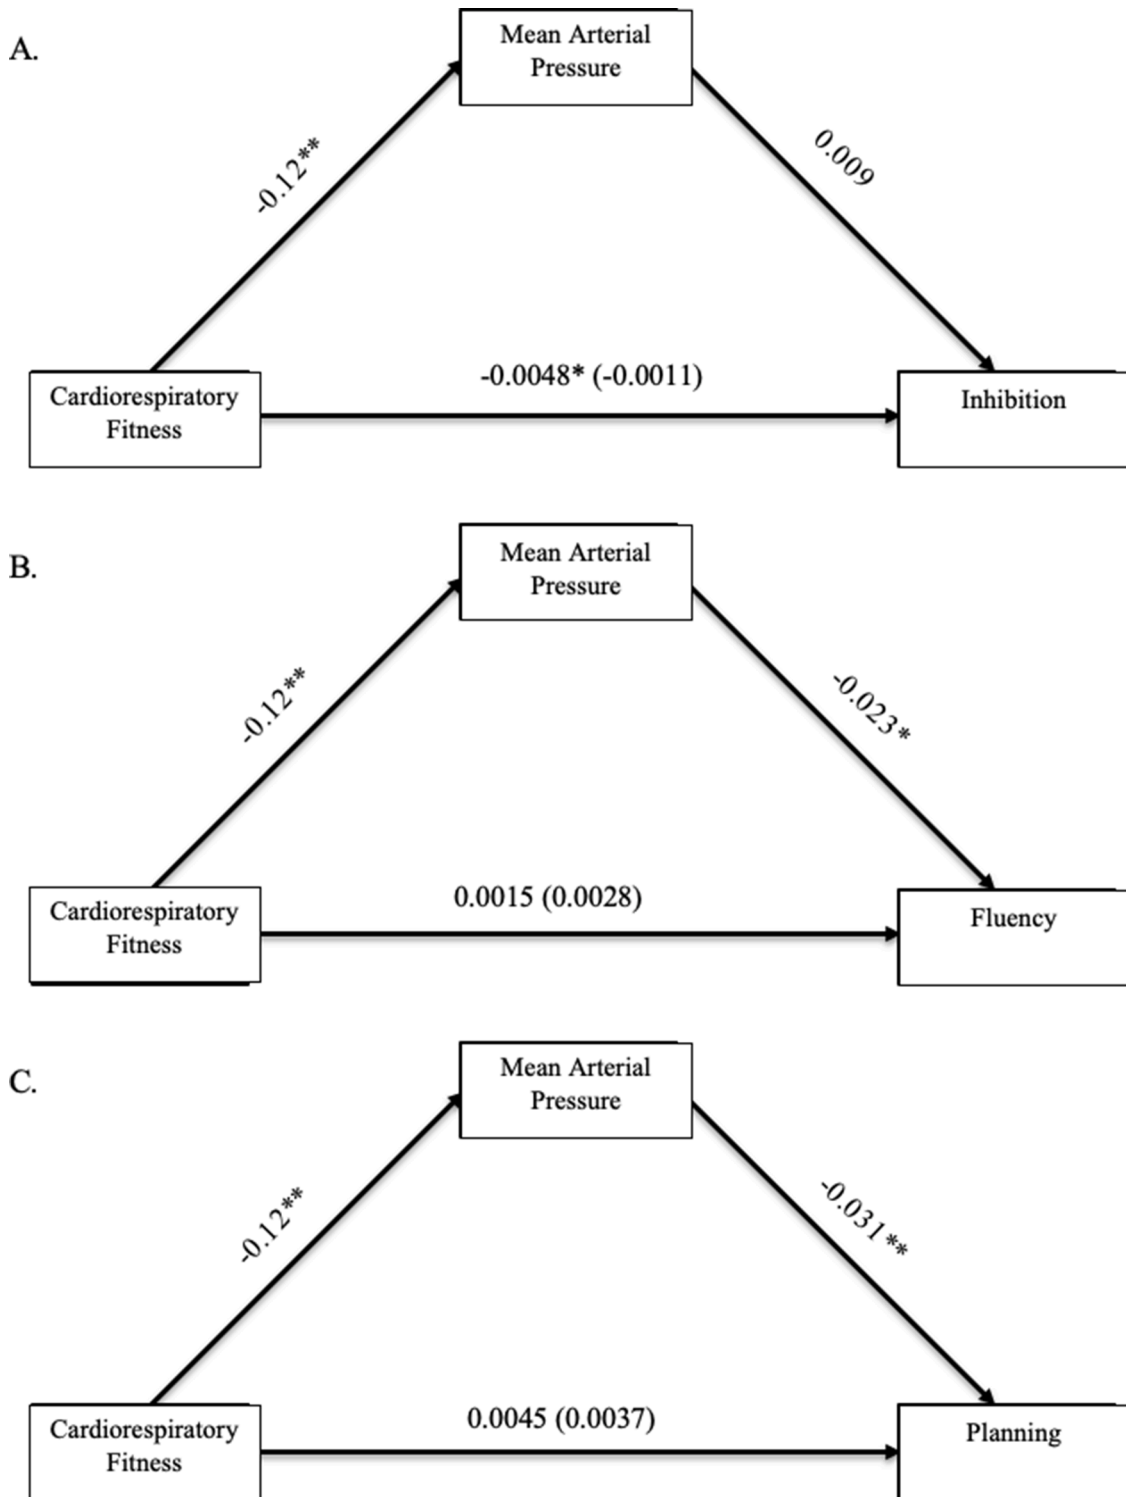 A.
Mean Arterial
Pressure
-0.12**
0.009
-0.0048* (-0.0011)
Cardiorespiratory
Fitness
Inhibition
B.
Mean Arterial
Pressure
-0.12**
-0.023*
0.0015 (0.0028)
Cardiorespiratory
Fitness
Fluency
C.
Mean Arterial
Pressure
-0.12**
-0.031**
0.0045 (0.0037)
Cardiorespiratory
Fitness
Planning